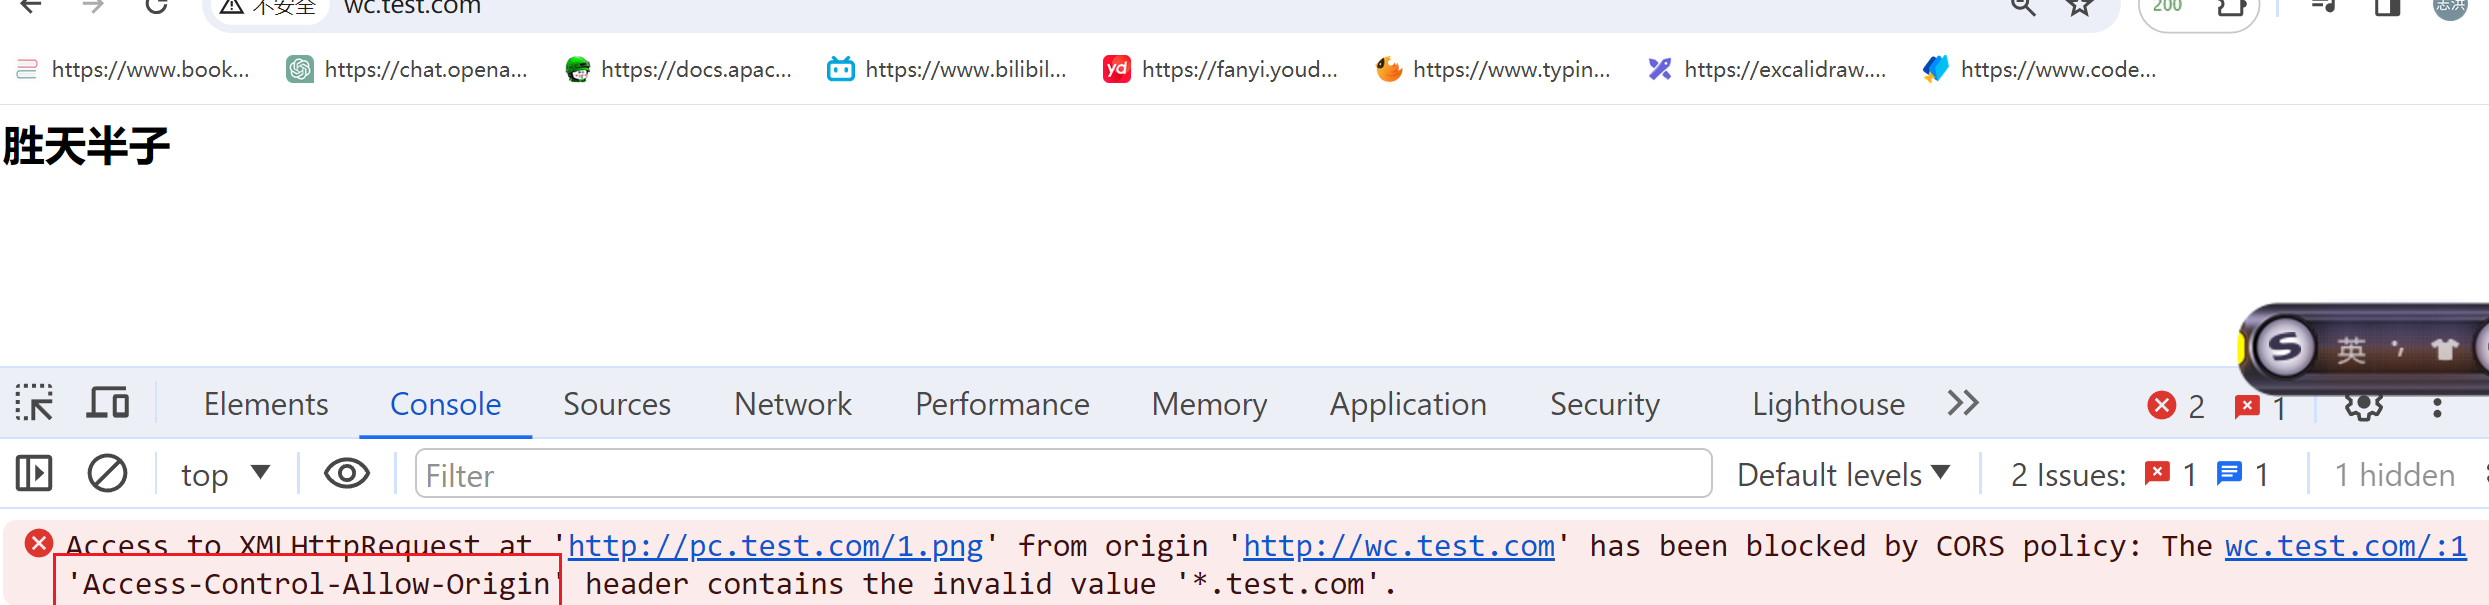 不安全 wc.test.com 200 志洪
https://www.book... https://chat.opena... https://docs.apac... https://www.bilibil... yd https://fanyi.youd... https://www.typin... https://excalidraw.... https://www.code...
胜天半子
英
Elements Console Sources Network Performance Memory Application Security Lighthouse 2 1
top Filter Default levels 2 Issues: 1 1 1 hidden
Access to XMLHttpRequest at 'http://pc.test.com/1.png' from origin 'http://wc.test.com' has been blocked by CORS policy: The wc.test.com/:1
'Access-Control-Allow-Origin' header contains the invalid value '*.test.com'.